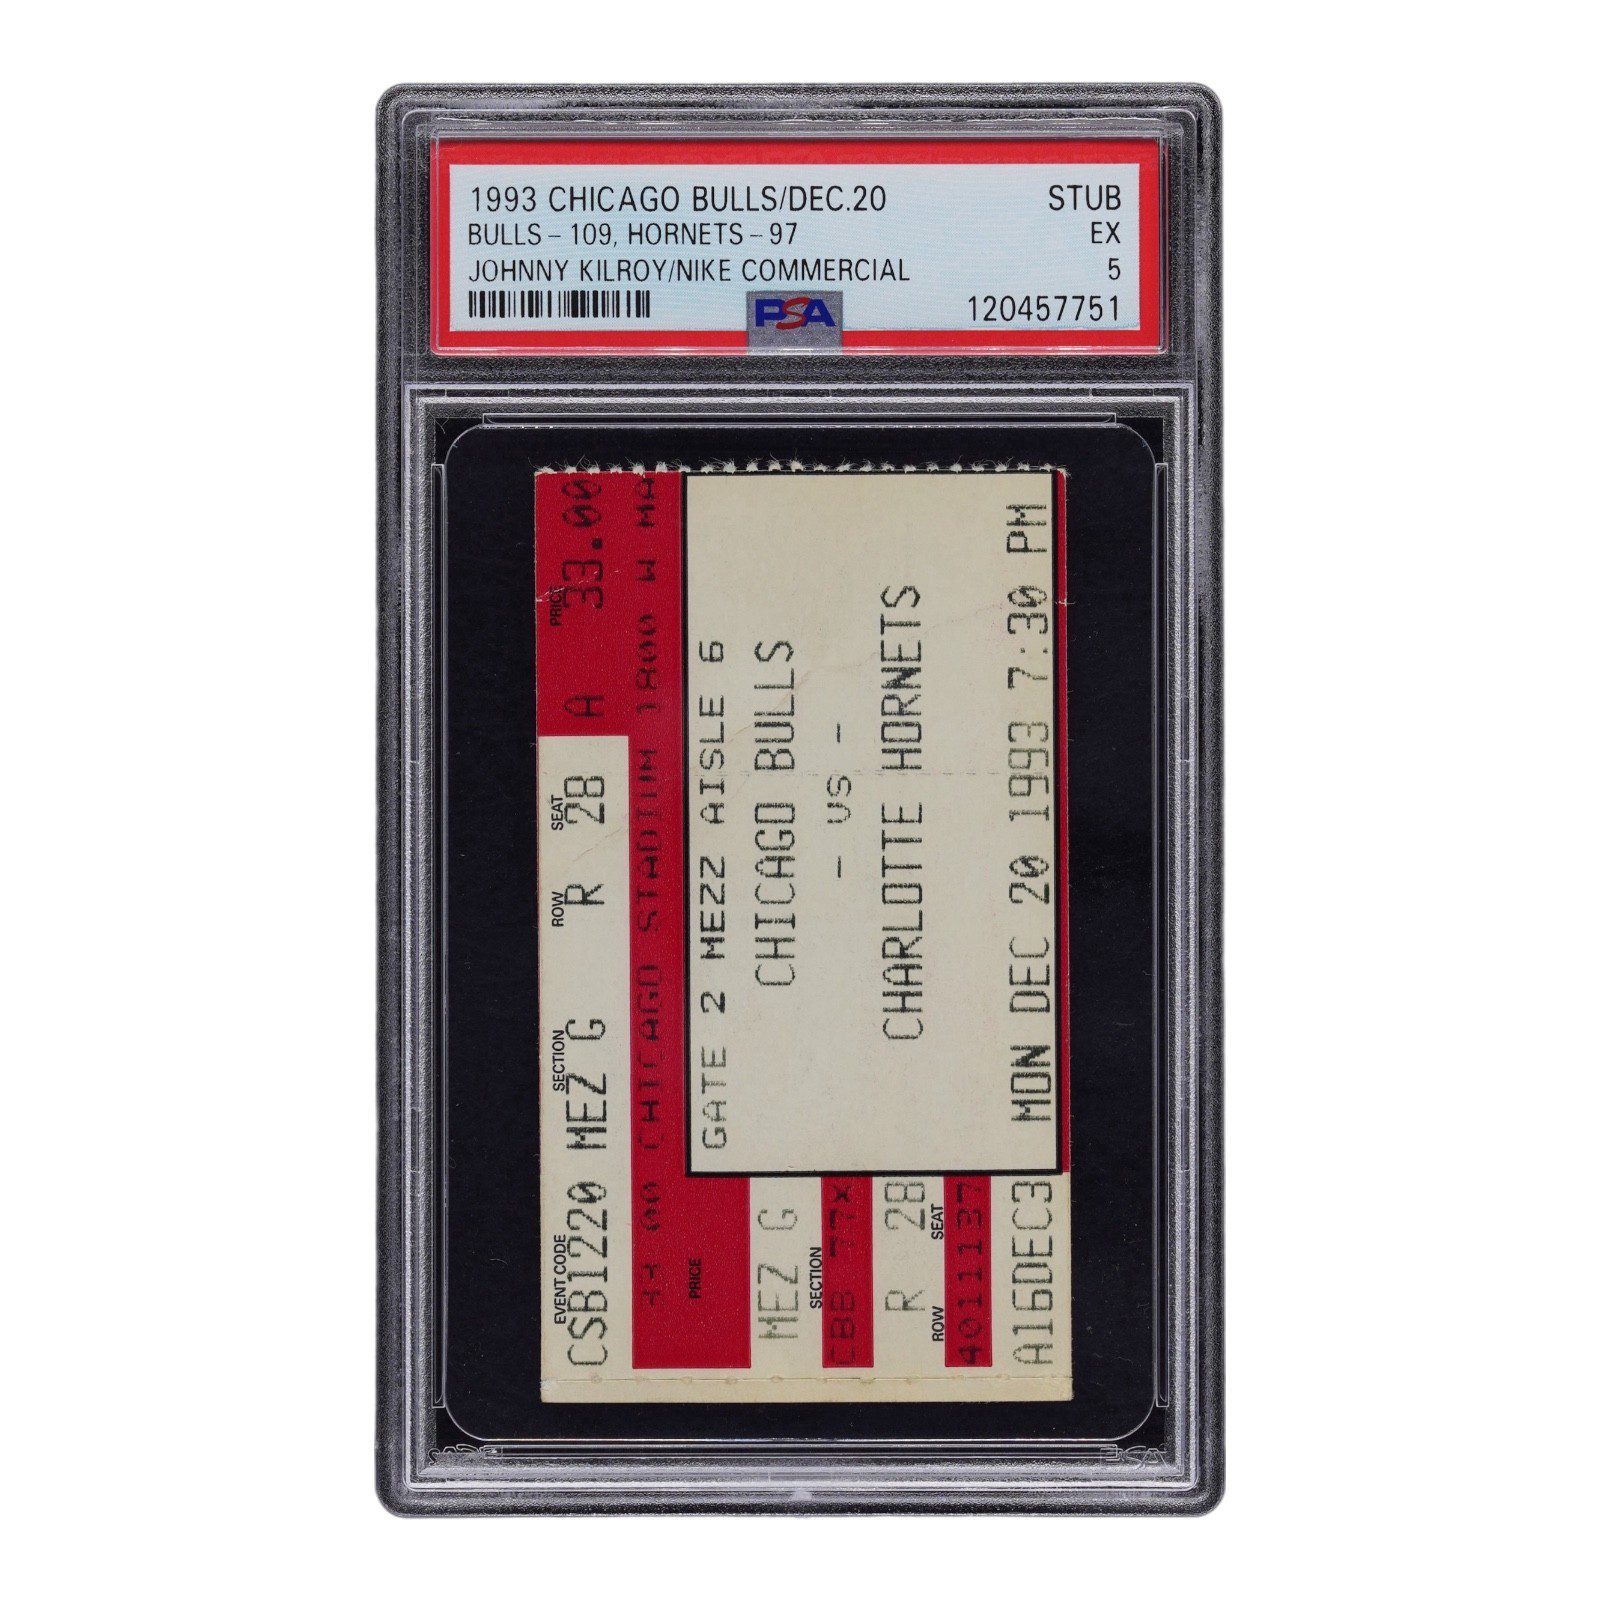 1993 CHICAGO BULLS/DEC.20 STUB
BULLS - 109, HORNETS - 97 EX
JOHNNY KILROY/NIKE COMMERCIAL 5
120457751
PSA
EVENT CODE SECTION ROW SEAT PRICE
CSB1220 MEZ G R 28 A 33.00
33.00 CHICAGO STADIUM 1800 W MA
PRICE
GATE 2 MEZZ AISLE 6
CHICAGO BULLS
- VS -
CHARLOTTE HORNETS
MON DEC 20 1993 7:30 PM
MEZ G
SECTION
CBB 77X
R 28
ROW SEAT
4011137
A16DEC3
PSA